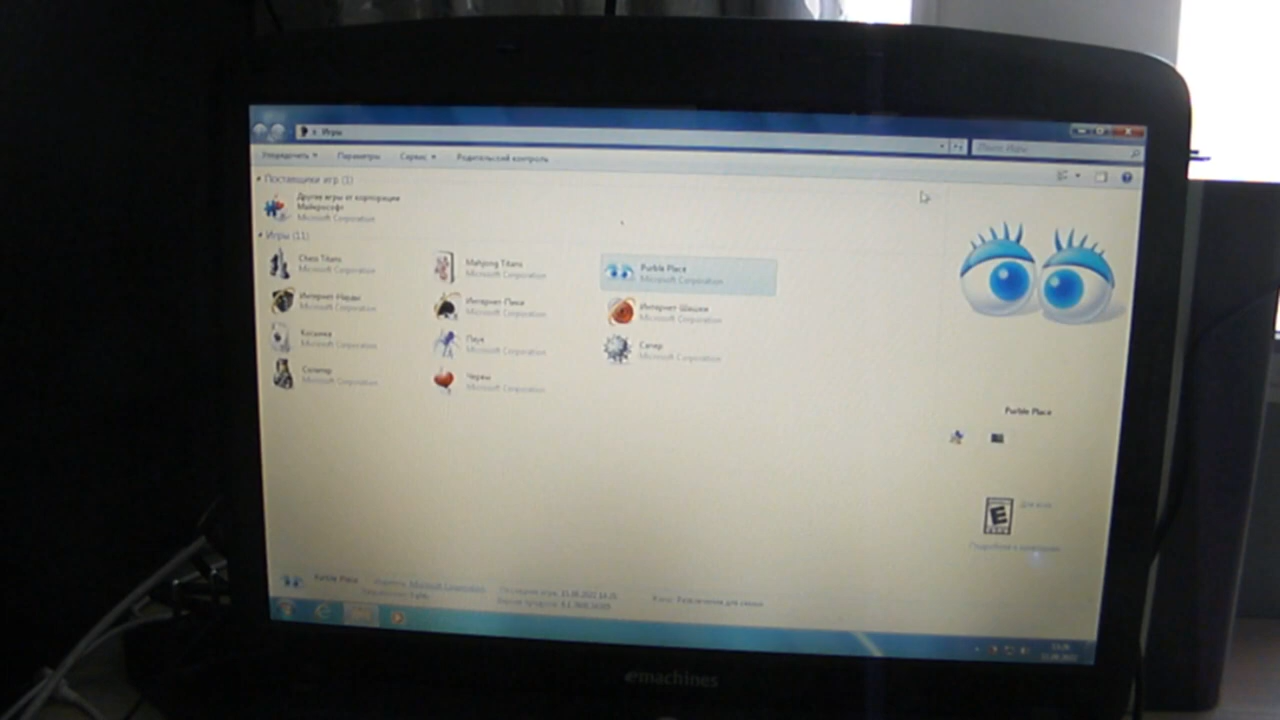 Игры
Упорядочить Параметры Сервис Родительский контроль
Поставщики игр (1)
Другие игры от корпорации
Майкрософт
Microsoft Corporation
Игры (11)
Chess Titans
Microsoft Corporation
Mahjong Titans
Microsoft Corporation
Purble Place
Microsoft Corporation
Интернет-Нарды
Microsoft Corporation
Интернет-Пики
Microsoft Corporation
Интернет-Шашки
Microsoft Corporation
Косынка
Microsoft Corporation
Паук
Microsoft Corporation
Сапер
Microsoft Corporation
Солитер
Microsoft Corporation
Черви
Microsoft Corporation
Purble Place
E
Для всех
Purble Place
Microsoft Corporation
emachines